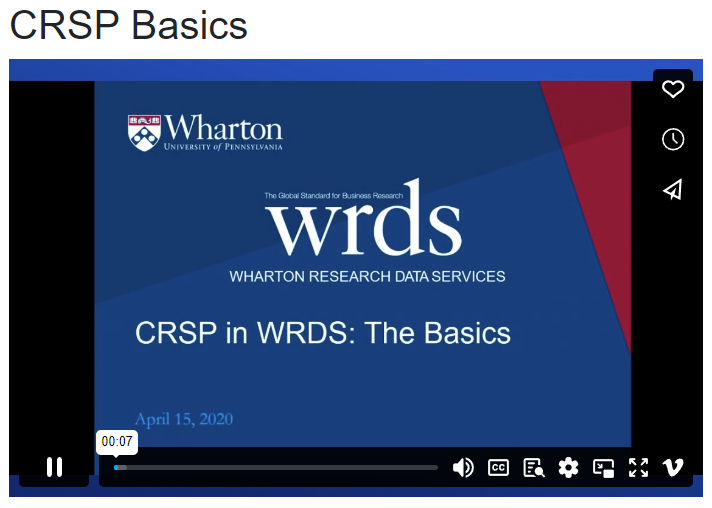 CRSP Basics
Wharton
UNIVERSITY of PENNSYLVANIA
The Global Standard for Business Research
wrds
WHARTON RESEARCH DATA SERVICES
CRSP in WRDS: The Basics
April 15, 2020
00:07
CC